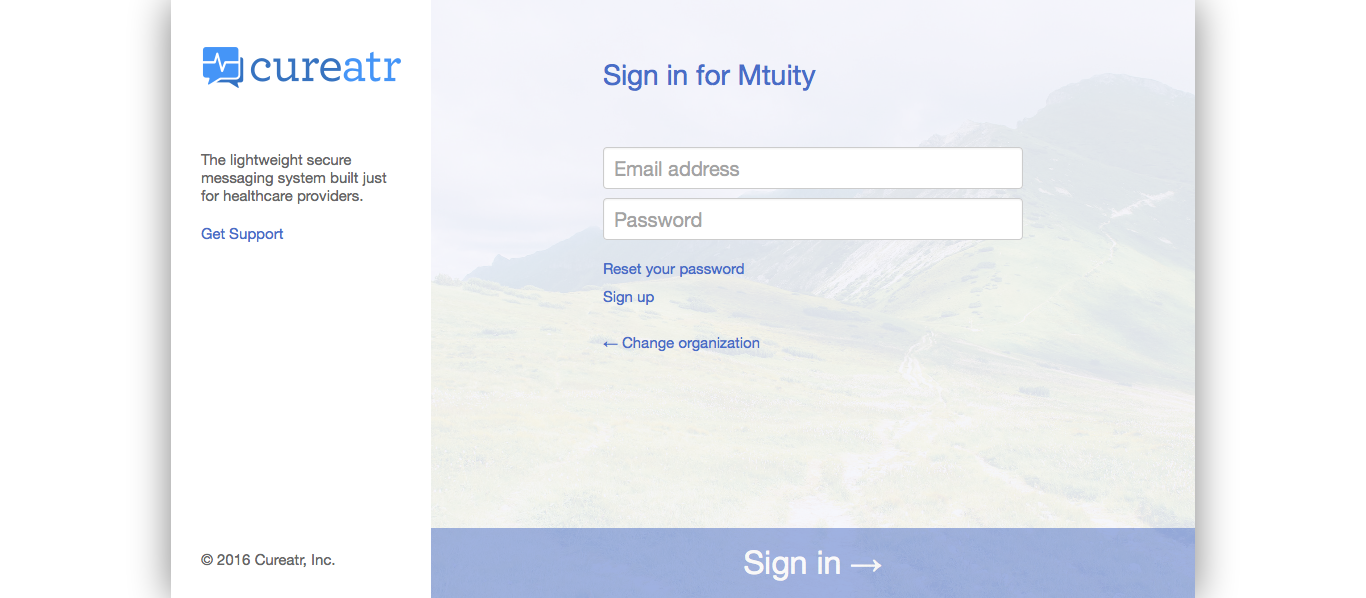 cureatr
The lightweight secure
messaging system built just
for healthcare providers.
Get Support
© 2016 Cureatr, Inc.
Sign in for Mtuity
Email address
Password
Reset your password
Sign up
← Change organization
Sign in →